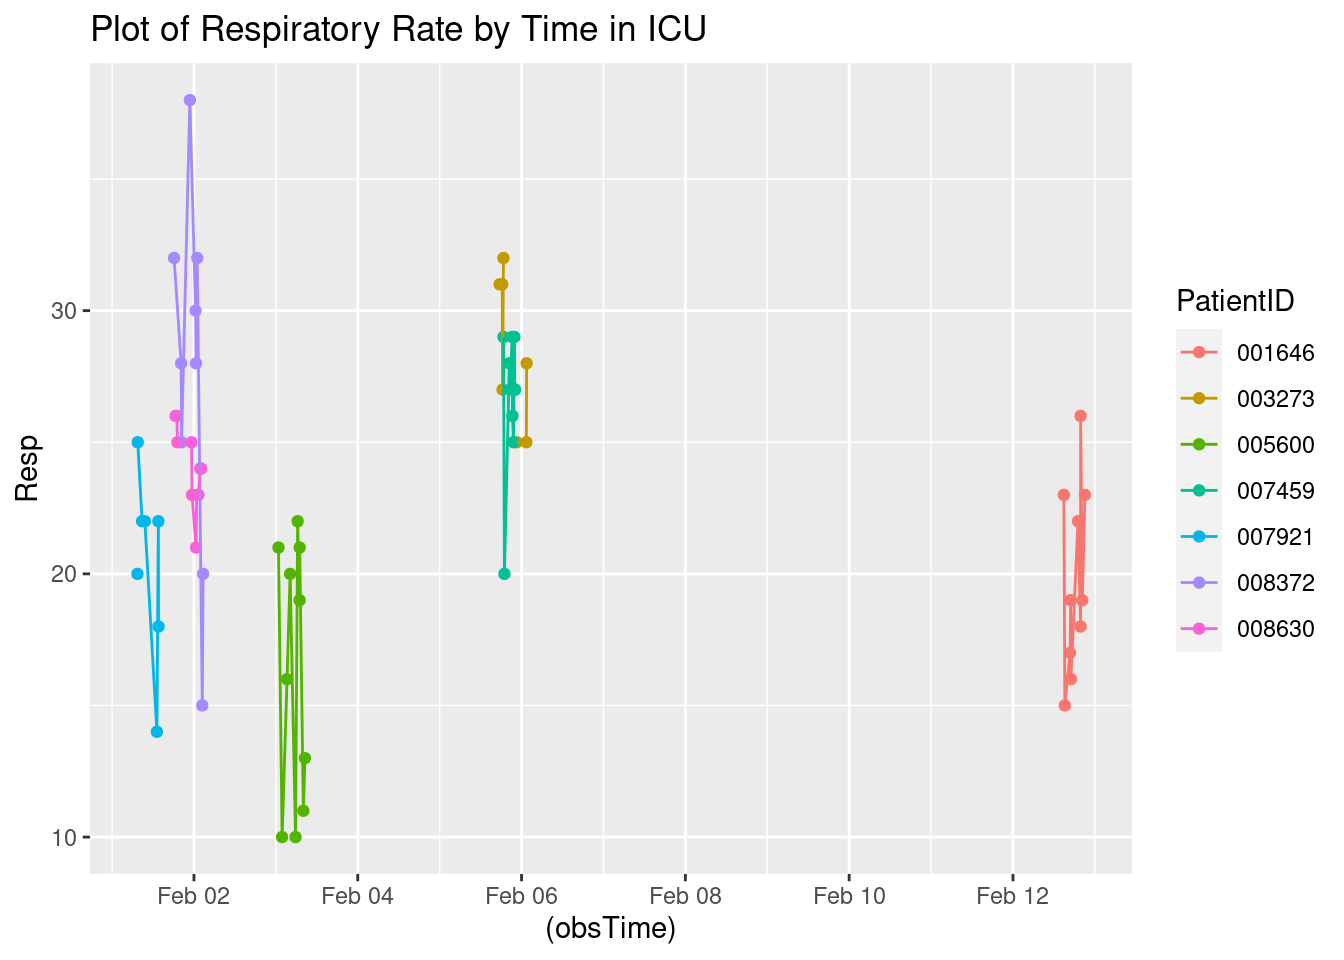 Plot of Respiratory Rate by Time in ICU
Resp
30
20
10
Feb 02 Feb 04 Feb 06 Feb 08 Feb 10 Feb 12
(obsTime)
PatientID
001646
003273
005600
007459
007921
008372
008630